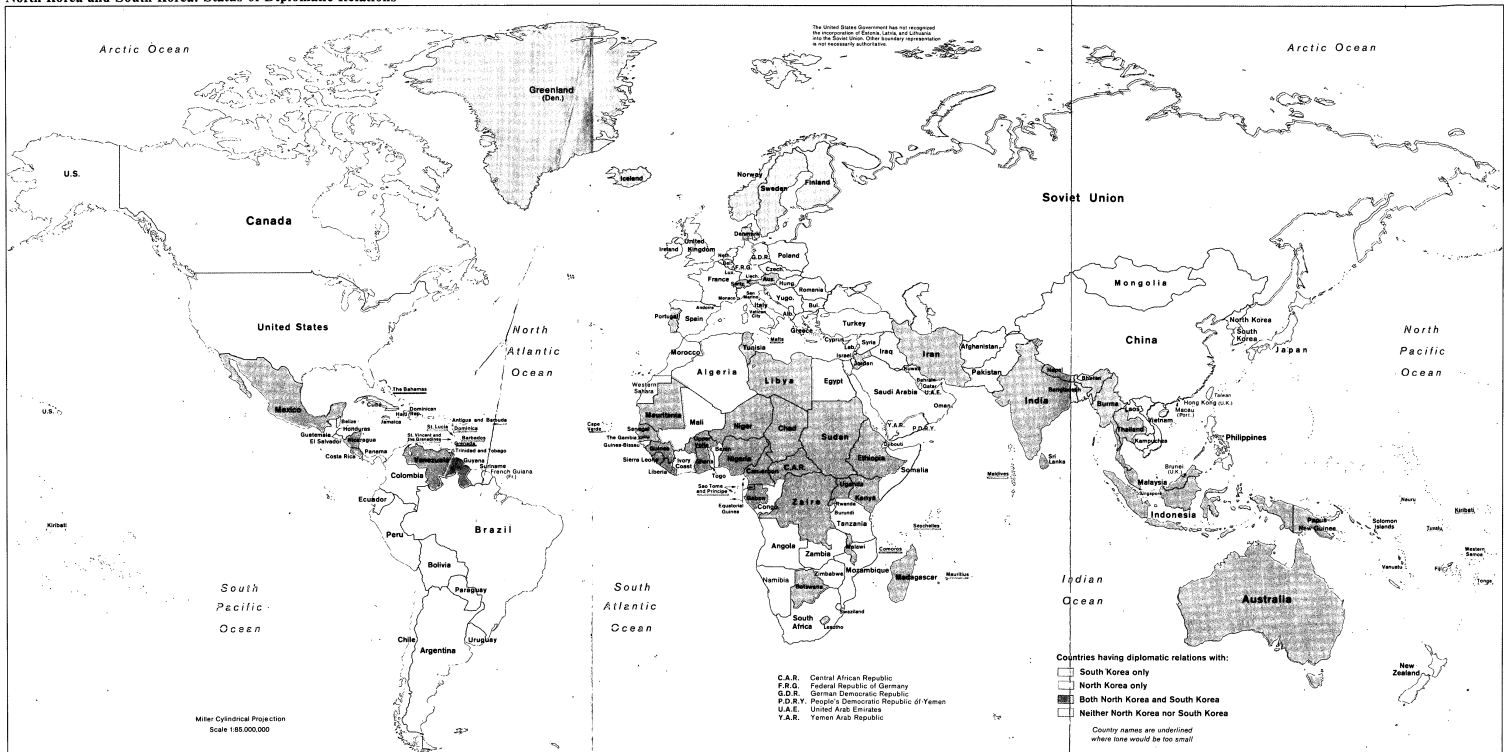 North Korea and South Korea: Status of Diplomatic Relations
The United States Government has not recognized
the incorporation of Estonia, Latvia, and Lithuania
into the Soviet Union. Other boundary representation
is not necessarily authoritative.
Arctic Ocean
Arctic Ocean
Greenland
(Den.)
U.S.
Canada
Iceland
Norway
Sweden
Finland
Soviet Union
Denmark
United
Kingdom
Ireland
Neth.
Bel.
Lux.
G.D.R.
Poland
F.R.G.
Czech.
France
Liech.
Switz.
Aus.
Hung.
Romania
Monaco
San
Marino
Yugo.
Bul.
Italy
Vatican
City
Alb.
Andorra
Portugal
Spain
Greece
Turkey
Mongolia
North Korea
South
Korea
Japan
China
United States
North
Atlantic
Ocean
North
Pacific
Ocean
Malta
Cyprus
Leb.
Syria
Israel
Jordan
Iraq
Iran
Afghanistan
Pakistan
Kuwait
Bahrain
Qatar
U.A.E.
Saudi Arabia
Oman
Y.A.R.
P.D.R.Y.
Morocco
Tunisia
Algeria
Libya
Egypt
Western
Sahara
Mauritania
Mali
Niger
Chad
Sudan
Ethiopia
Djibouti
Somalia
Cape
Verde
Senegal
The Gambia
Guinea-Bissau
Guinea
Sierra Leone
Liberia
Ivory
Coast
Upper
Volta
Ghana
Togo
Benin
Nigeria
Cameroon
C.A.R.
Sao Tome
and Principe
Equatorial
Guinea
Gabon
Congo
Zaire
Uganda
Kenya
Rwanda
Burundi
Tanzania
Angola
Zambia
Malawi
Mozambique
Zimbabwe
Namibia
Botswana
South
Africa
Swaziland
Lesotho
Seychelles
Comoros
Madagascar
Mauritius
Maldives
India
Nepal
Bhutan
Bangladesh
Burma
Sri
Lanka
Laos
Thailand
Vietnam
Kampuchea
Taiwan
Hong Kong (U.K.)
Macau
(Port.)
Philippines
Brunei
(U.K.)
Malaysia
Singapore
Indonesia
Papua
New Guinea
Nauru
Solomon
Islands
Kiribati
Tuvalu
Western
Samoa
Vanuatu
Fiji
Tonga
Australia
New
Zealand
U.S.
Mexico
The Bahamas
Cuba
Haiti
Dominican
Rep.
Jamaica
Belize
Honduras
Guatemala
El Salvador
Nicaragua
Costa Rica
Panama
Antigua and Barbuda
St. Lucia
Dominica
St. Vincent and
the Grenadines
Barbados
Grenada
Trinidad and Tobago
Venezuela
Guyana
Suriname
French Guiana
(Fr.)
Colombia
Ecuador
Kiribati
Peru
Brazil
Bolivia
Paraguay
Chile
Argentina
Uruguay
South
Pacific
Ocean
South
Atlantic
Ocean
Indian
Ocean
Miller Cylindrical Projection
Scale 1:85,000,000
C.A.R. Central African Republic
F.R.G. Federal Republic of Germany
G.D.R. German Democratic Republic
P.D.R.Y. People's Democratic Republic of Yemen
U.A.E. United Arab Emirates
Y.A.R. Yemen Arab Republic
Countries having diplomatic relations with:
South Korea only
North Korea only
Both North Korea and South Korea
Neither North Korea nor South Korea
Country names are underlined
where tone would be too small